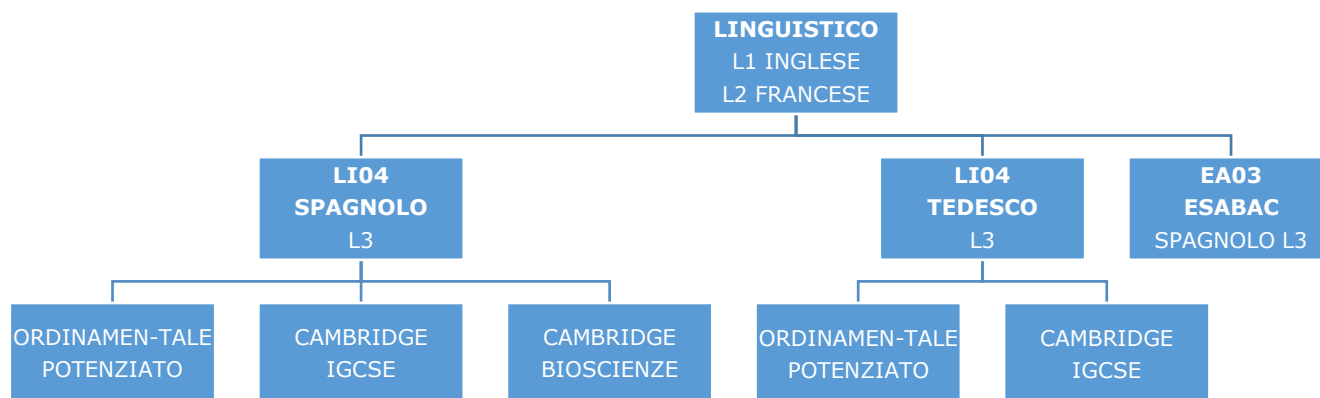 LINGUISTICO
L1 INGLESE
L2 FRANCESE
LI04
SPAGNOLO
L3
LI04
TEDESCO
L3
EA03
ESABAC
SPAGNOLO L3
ORDINAMEN-TALE
POTENZIATO
CAMBRIDGE
IGCSE
CAMBRIDGE
BIOSCIENZE
ORDINAMEN-TALE
POTENZIATO
CAMBRIDGE
IGCSE